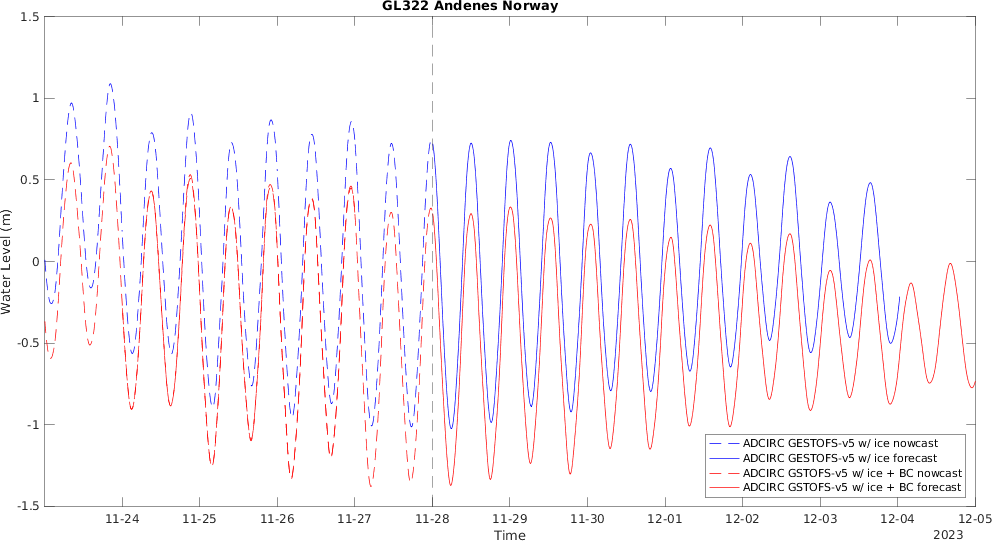 GL322 Andenes Norway
1.5
1
0.5
0
-0.5
-1
-1.5
Water Level (m)
11-24 11-25 11-26 11-27 11-28 11-29 11-30 12-01 12-02 12-03 12-04 12-05
Time
2023
ADCIRC GESTOFS-v5 w/ ice nowcast
ADCIRC GESTOFS-v5 w/ ice forecast
ADCIRC GSTOFS-v5 w/ ice + BC nowcast
ADCIRC GSTOFS-v5 w/ ice + BC forecast